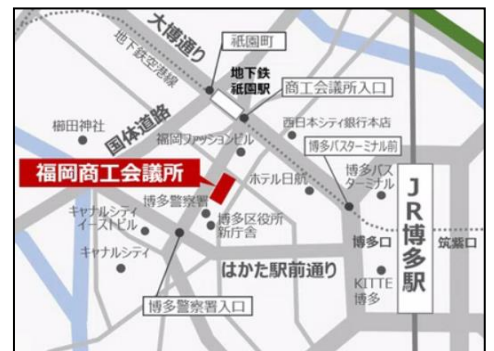 大博通り
地下鉄空港線
祇園町
地下鉄
祇園駅
商工会議所入口
国体道路
櫛田神社
西日本シティ銀行本店
福岡ファッションビル
博多バスターミナル前
福岡商工会議所
ホテル日航
博多バス
ターミナル
博多警察署
キャナルシティ
イーストビル
博多区役所
新庁舎
キャナルシティ
はかた駅前通り
博多口
JR博多駅
筑紫口
KITTE
博多
博多警察署入口